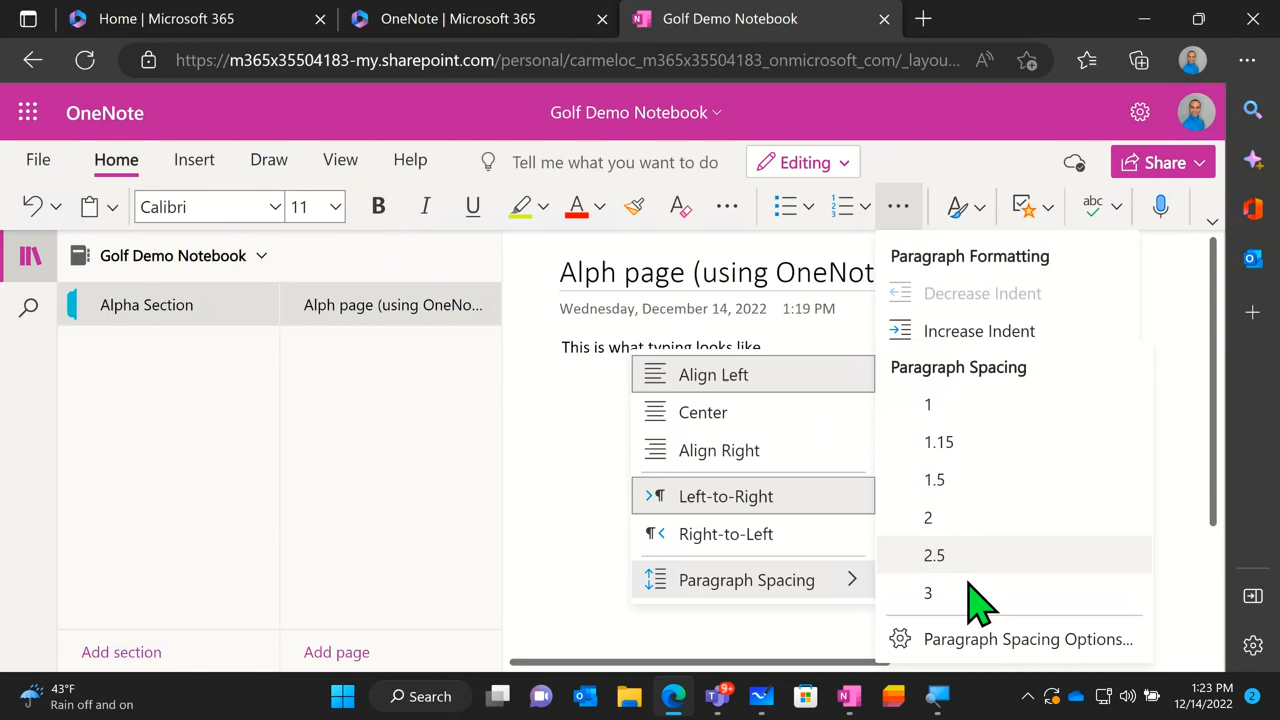 Home | Microsoft 365
OneNote | Microsoft 365
Golf Demo Notebook
https://m365x35504183-my.sharepoint.com/personal/carmeloc_m365x35504183_onmicrosoft_com/_layou...
OneNote
Golf Demo Notebook
File
Home
Insert
Draw
View
Help
Tell me what you want to do
Editing
Share
Calibri
11
B
I
U
A
abc
Golf Demo Notebook
Alpha Section
Alph page (using OneNo...
Alph page (using OneNot
Wednesday, December 14, 2022 1:19 PM
This is what typing looks like
Paragraph Formatting
Decrease Indent
Increase Indent
Align Left
Center
Align Right
Left-to-Right
Right-to-Left
Paragraph Spacing
Paragraph Spacing
1
1.15
1.5
2
2.5
3
Paragraph Spacing Options...
Add section
Add page
43°F
Rain off and on
Search
9+
1:23 PM
12/14/2022
2